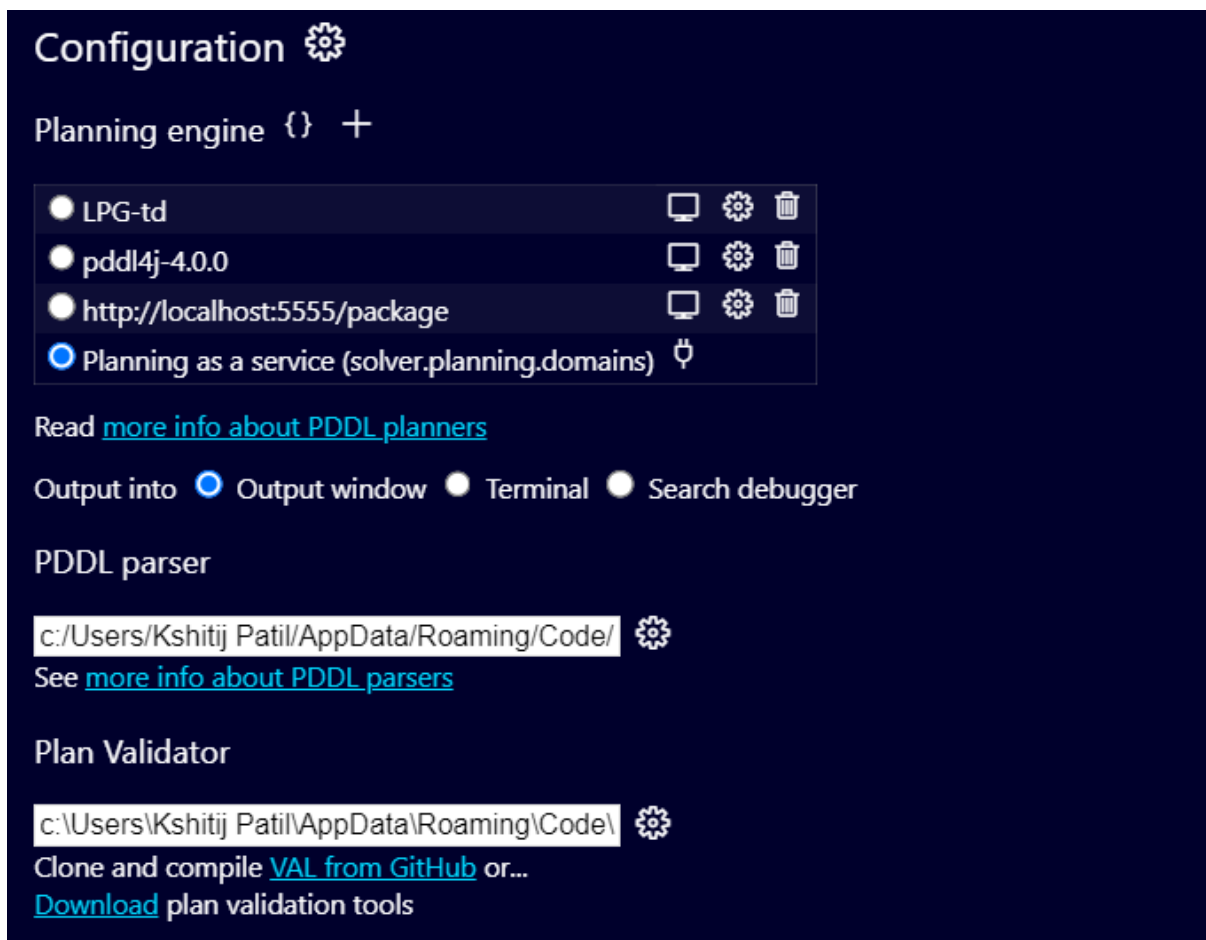 Configuration
Planning engine {} +
LPG-td
pddl4j-4.0.0
http://localhost:5555/package
Planning as a service (solver.planning.domains)
Read more info about PDDL planners
Output into Output window Terminal Search debugger
PDDL parser
c:/Users/Kshitij Patil/AppData/Roaming/Code/
See more info about PDDL parsers
Plan Validator
c:\Users\Kshitij Patil\AppData\Roaming\Code\
Clone and compile VAL from GitHub or...
Download plan validation tools